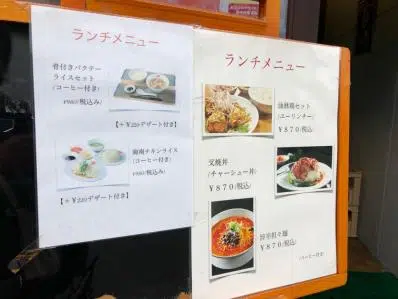 ランチメニュー
骨付きバクテー
ライスセット
(コーヒー付き)
¥980(税込み)
【+¥220デザート付き】
海南チキンライス
(コーヒー付き)
¥980(税込み)
【+¥220デザート付き】
ランチメニュー
油淋鶏セット
(ユーリンチー)
¥870(税込)
叉焼丼
(チャーシュー丼)
¥870(税込)
担々麺
¥870(税込)
(コーヒー付き)